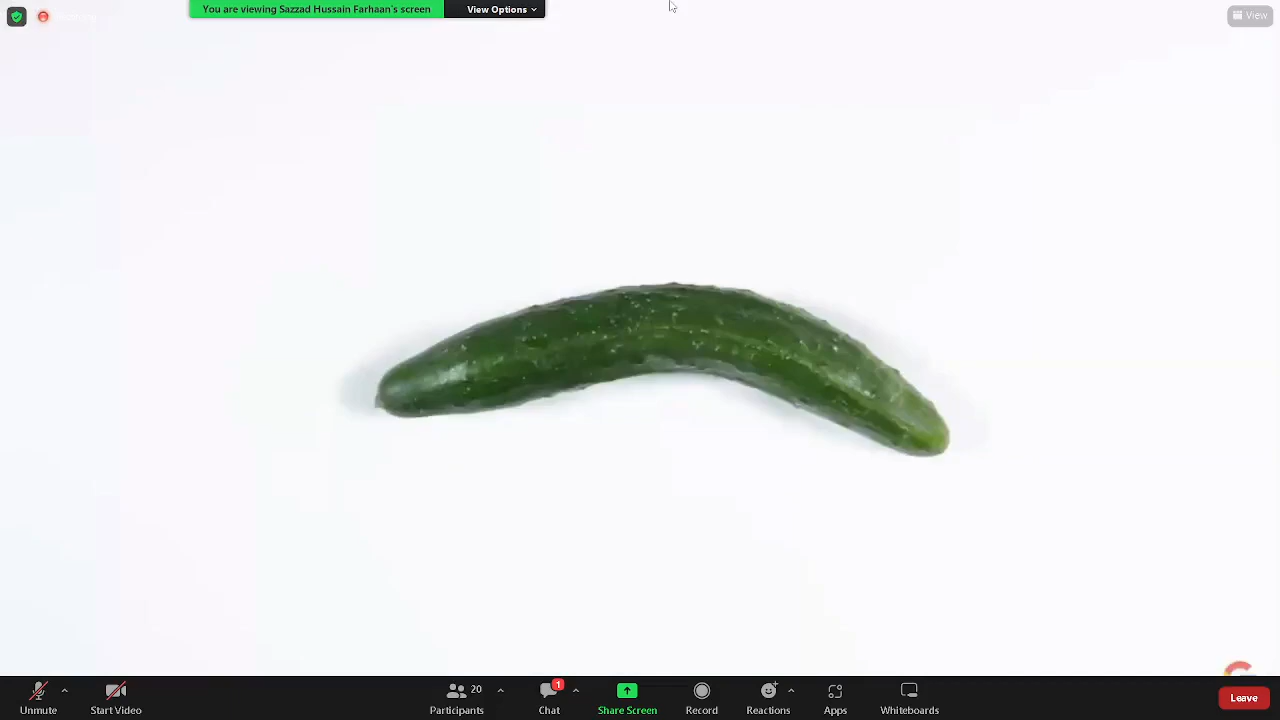 You are viewing Sazzad Hussain Farhaan's screen
View Options
View
20
1
Unmute
Start Video
Participants
Chat
Share Screen
Record
Reactions
Apps
Whiteboards
Leave